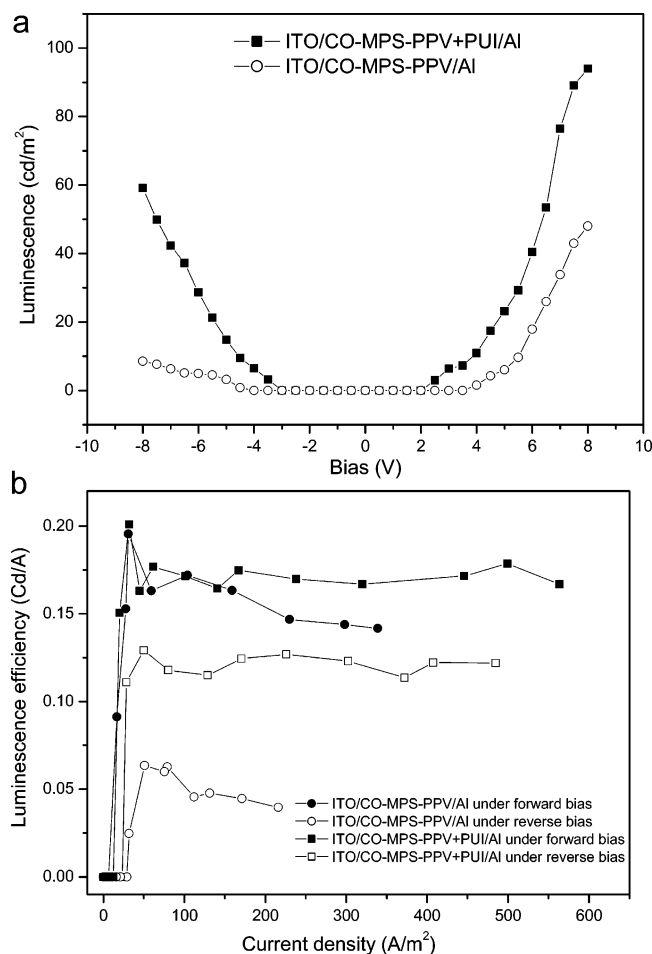 a
ITO/CO-MPS-PPV+PUI/Al
ITO/CO-MPS-PPV/Al
100
80
60
40
20
0
Luminescence (cd/m²)
-10 -8 -6 -4 -2 0 2 4 6 8 10
Bias (V)
b
0.20
0.15
0.10
0.05
0.00
Luminescence efficiency (Cd/A)
ITO/CO-MPS-PPV/Al under forward bias
ITO/CO-MPS-PPV/Al under reverse bias
ITO/CO-MPS-PPV+PUI/Al under forward bias
ITO/CO-MPS-PPV+PUI/Al under reverse bias
0 100 200 300 400 500 600
Current density (A/m²)